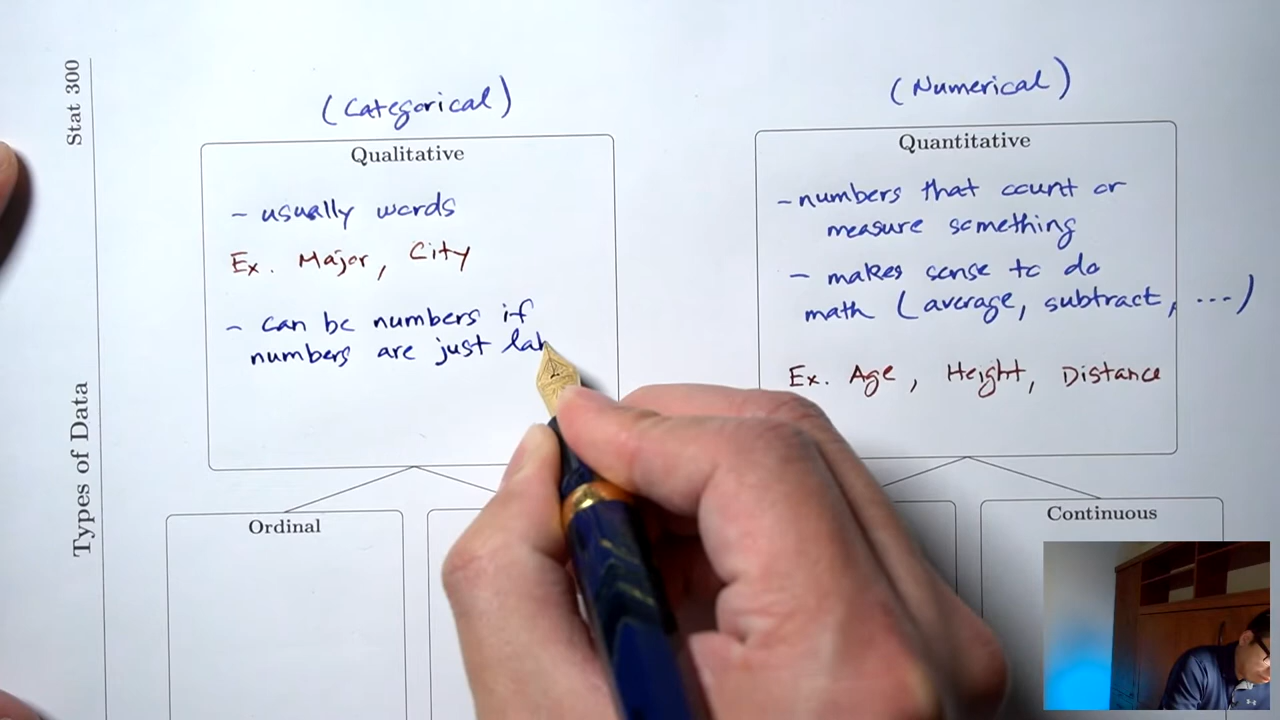 Stat 300
Types of Data
(Categorical)
Qualitative
- usually words
Ex. Major, City
- can be numbers if
numbers are just lab
(Numerical)
Quantitative
- numbers that count or
measure something
- makes sense to do
math (average, subtract, ...)
Ex. Age, Height, Distance
Ordinal
Continuous